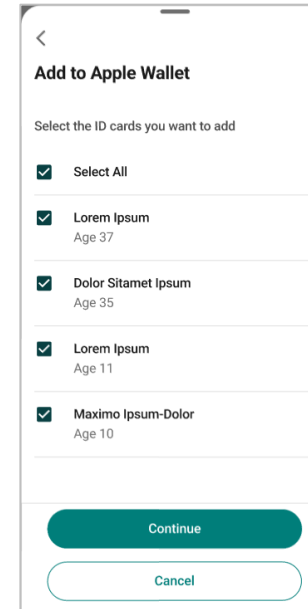 Add to Apple Wallet
Select the ID cards you want to add
Select All
Lorem Ipsum
Age 37
Dolor Sitamet Ipsum
Age 35
Lorem Ipsum
Age 11
Maximo Ipsum-Dolor
Age 10
Continue
Cancel